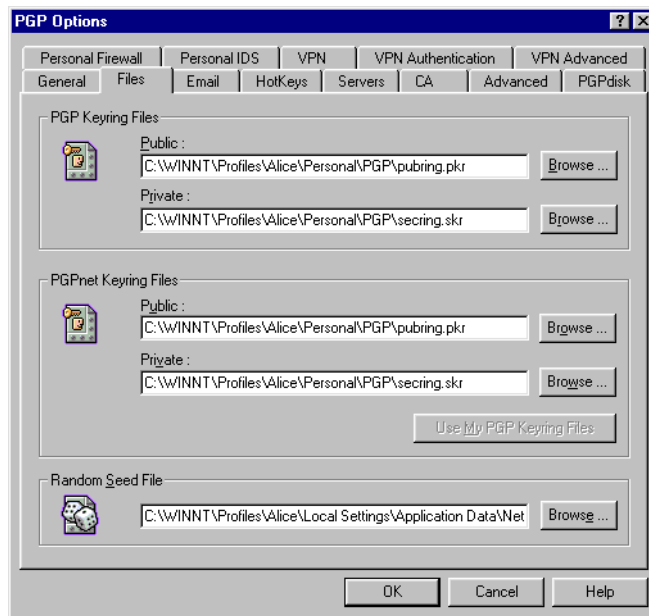 PGP Options
Personal Firewall Personal IDS VPN VPN Authentication VPN Advanced
General Files Email HotKeys Servers CA Advanced PGPdisk
PGP Keyring Files
Public :
C:\WINNT\Profiles\Alice\Personal\PGP\pubring.pkr Browse ...
Private :
C:\WINNT\Profiles\Alice\Personal\PGP\secring.skr Browse ...
PGPnet Keyring Files
Public :
C:\WINNT\Profiles\Alice\Personal\PGP\pubring.pkr Browse ...
Private :
C:\WINNT\Profiles\Alice\Personal\PGP\secring.skr Browse ...
Use My PGP Keyring Files
Random Seed File
C:\WINNT\Profiles\Alice\Local Settings\Application Data\Net Browse ...
OK Cancel Help